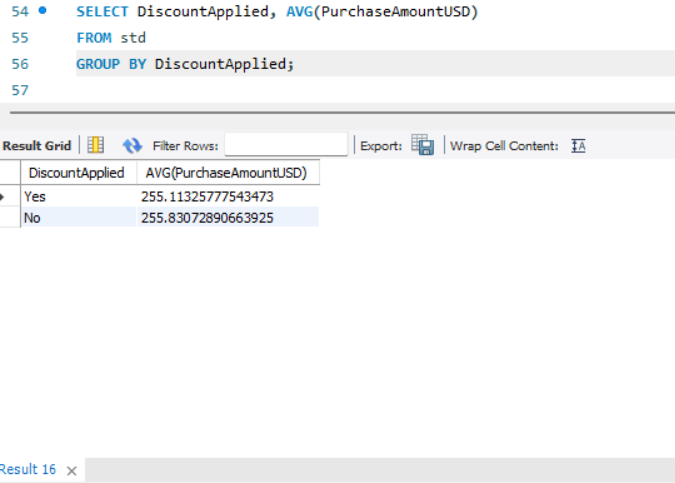 54 SELECT DiscountApplied, AVG(PurchaseAmountUSD)
55 FROM std
56 GROUP BY DiscountApplied;
57
Result Grid Filter Rows: Export: Wrap Cell Content: IA
DiscountApplied AVG(PurchaseAmountUSD)
Yes 255.11325777543473
No 255.83072890663925
Result 16 ×